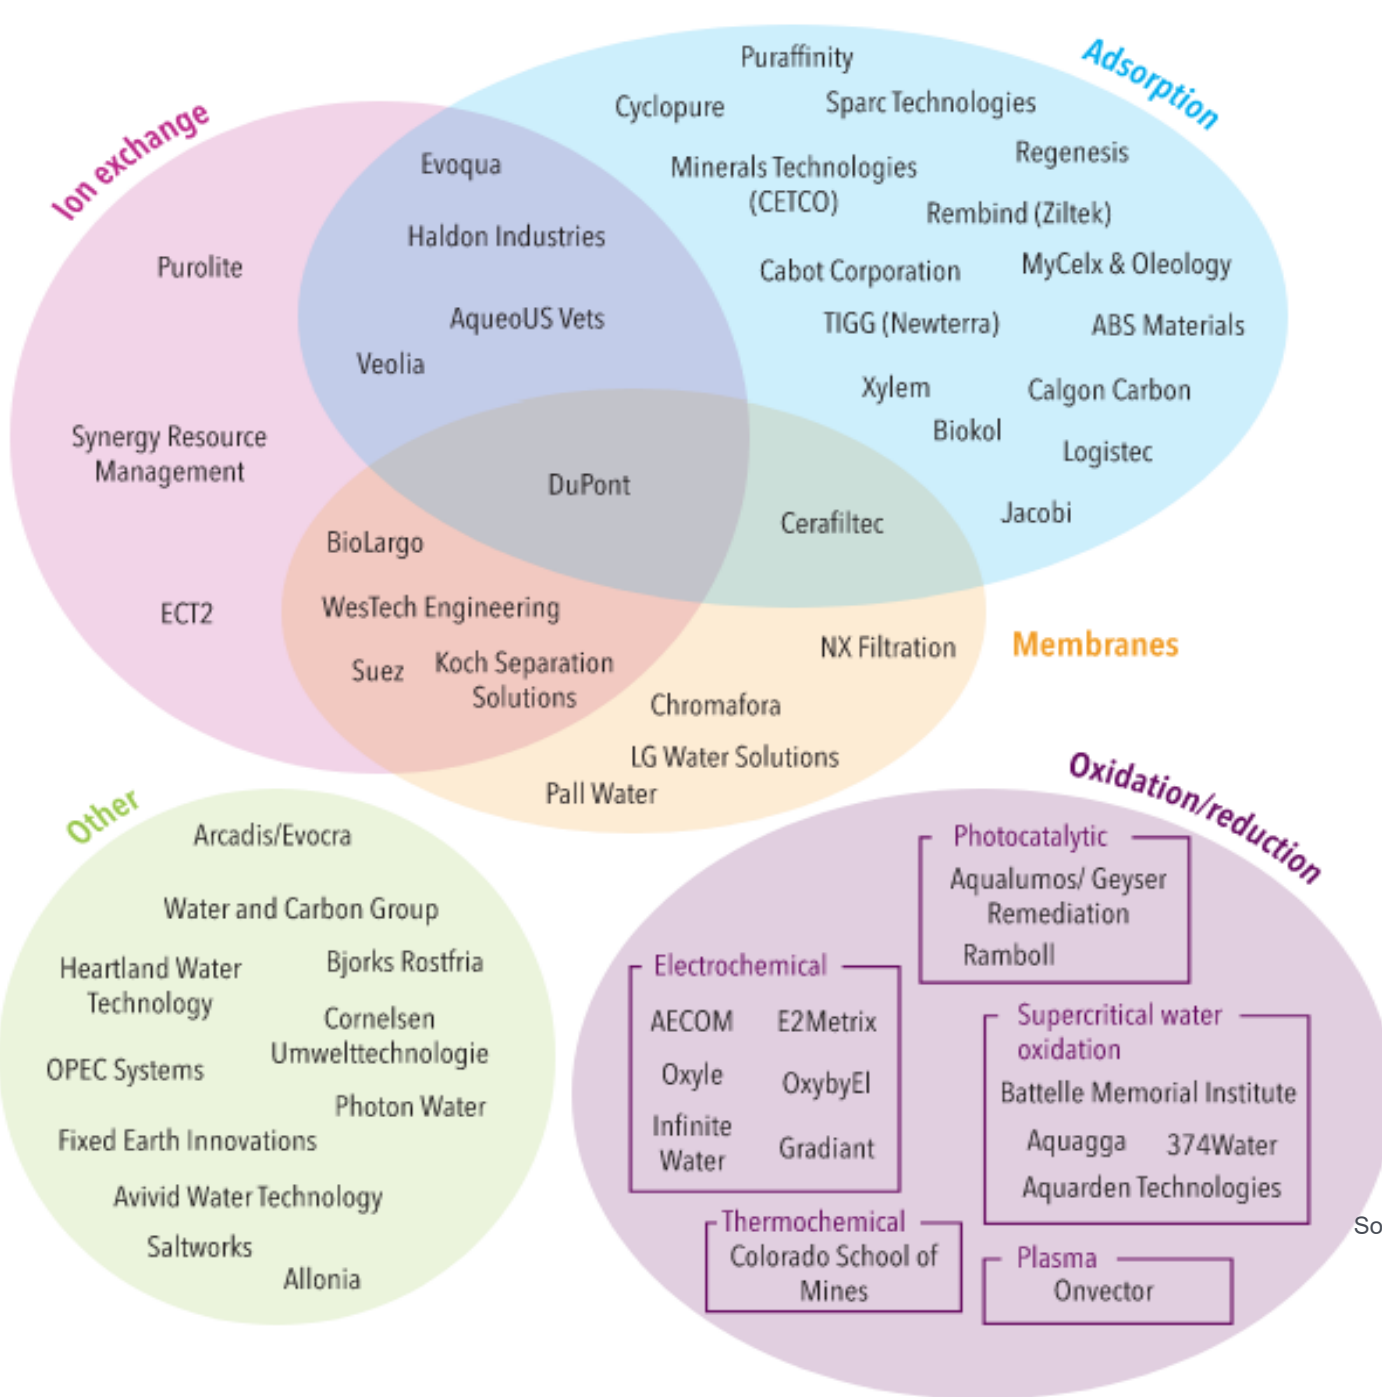 Adsorption
Puraffinity
Cyclopure
Sparc Technologies
Regenesis
Minerals Technologies
(CETCO)
Rembind (Ziltek)
Cabot Corporation
MyCelx & Oleology
TIGG (Newterra)
ABS Materials
Xylem
Calgon Carbon
Biokol
Logistec
Jacobi
Ion exchange
Evoqua
Haldon Industries
AqueoUS Vets
Veolia
Purolite
Synergy Resource
Management
ECT2
DuPont
Cerafiltec
BioLargo
WesTech Engineering
Suez
Koch Separation
Solutions
Membranes
NX Filtration
Chromafora
LG Water Solutions
Pall Water
Other
Arcadis/Evocra
Water and Carbon Group
Heartland Water
Technology
Bjorks Rostfria
Cornelsen
Umwelttechnologie
OPEC Systems
Photon Water
Fixed Earth Innovations
Avivid Water Technology
Saltworks
Allonia
Oxidation/reduction
Photocatalytic
Aqualumos/ Geyser
Remediation
Ramboll
Electrochemical
AECOM
E2Metrix
Oxyle
OxybyEl
Infinite
Water
Gradiant
Supercritical water
oxidation
Battelle Memorial Institute
Aquagga
374Water
Aquarden Technologies
Thermochemical
Colorado School of
Mines
Plasma
Onvector
So